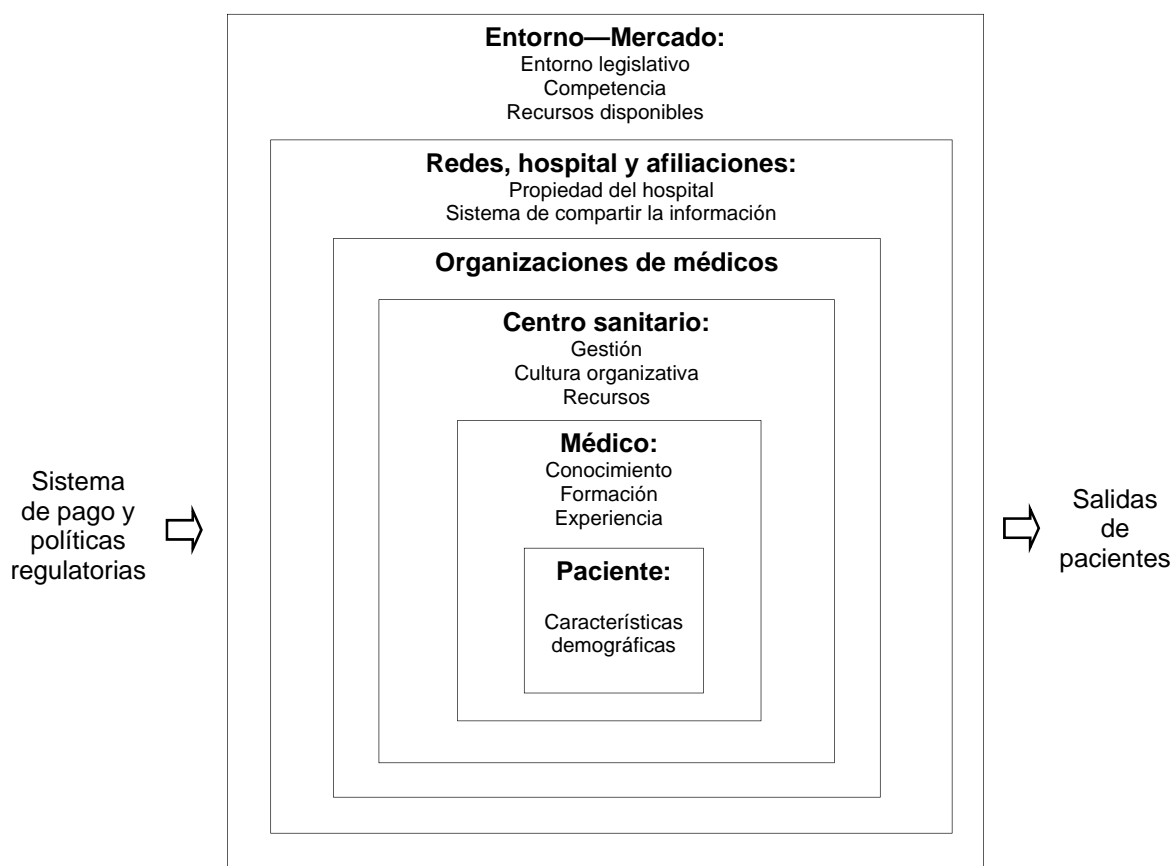 Entorno—Mercado:
Entorno legislativo
Competencia
Recursos disponibles
Redes, hospital y afiliaciones:
Propiedad del hospital
Sistema de compartir la información
Organizaciones de médicos
Centro sanitario:
Gestión
Cultura organizativa
Recursos
Médico:
Conocimiento
Formación
Experiencia
Paciente:
Características
demográficas
Sistema
de pago y
políticas
regulatorias
Salidas
de
pacientes